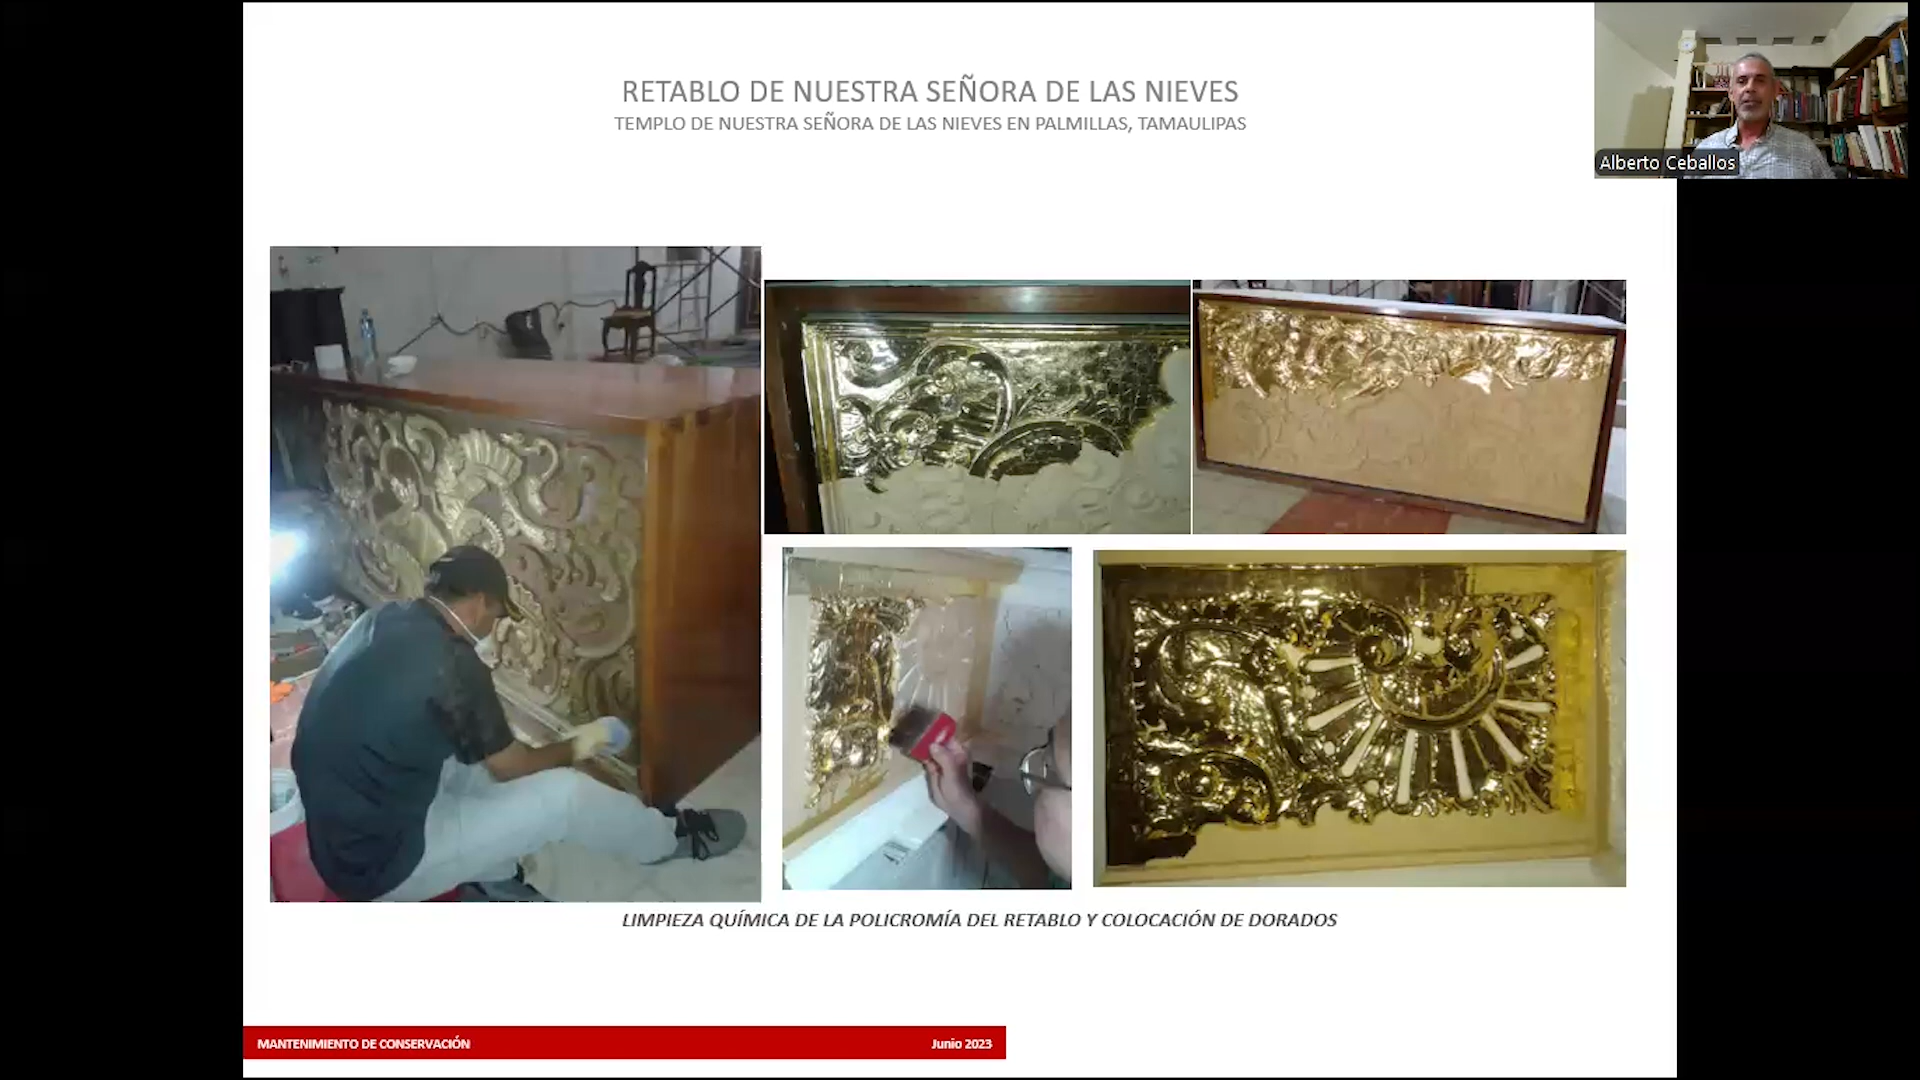 RETABLO DE NUESTRA SEÑORA DE LAS NIEVES
TEMPLO DE NUESTRA SEÑORA DE LAS NIEVES EN PALMILLAS, TAMAULIPAS
Alberto Ceballos
LIMPIEZA QUÍMICA DE LA POLICROMÍA DEL RETABLO Y COLOCACIÓN DE DORADOS
MANTENIMIENTO DE CONSERVACIÓN
Junio 2023